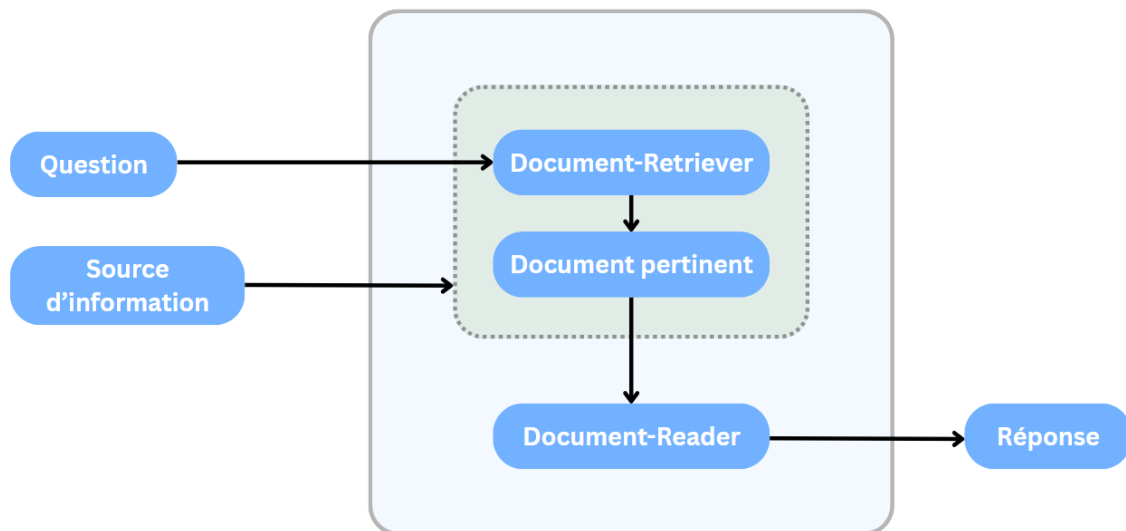 Question
Document-Retriever
Source
d’information
Document pertinent
Document-Reader
Réponse